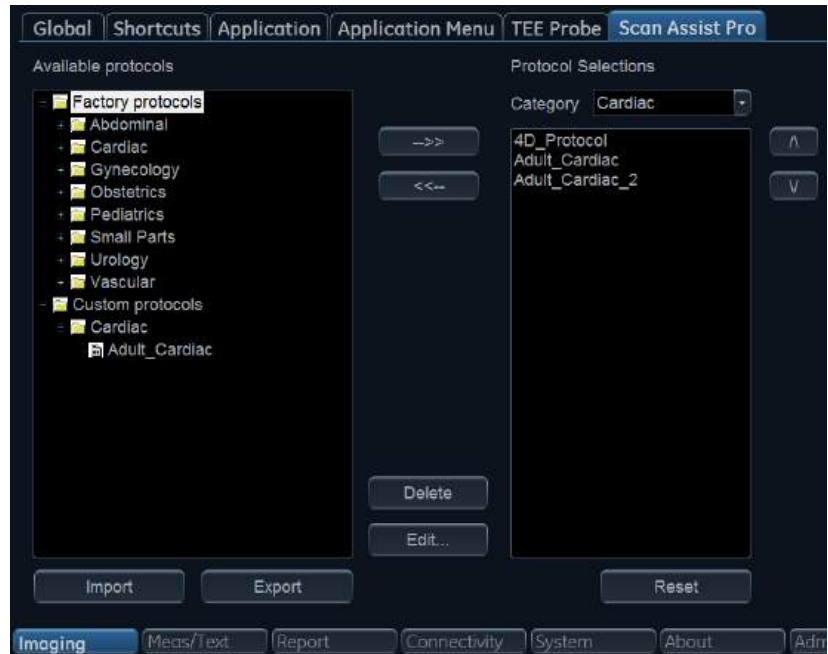 Global Shortcuts Application Application Menu TEE Probe Scan Assist Pro
Available protocols
Factory protocols
Abdominal
Cardiac
Gynecology
Obstetrics
Pediatrics
Small Parts
Urology
Vascular
Custom protocols
Cardiac
Adult_Cardiac
-->>
<<--
Delete
Edit...
Import Export
Protocol Selections
Category Cardiac
4D_Protocol
Adult_Cardiac
Adult_Cardiac_2
Reset
Imaging Meas/Text Report Connectivity System About Adm